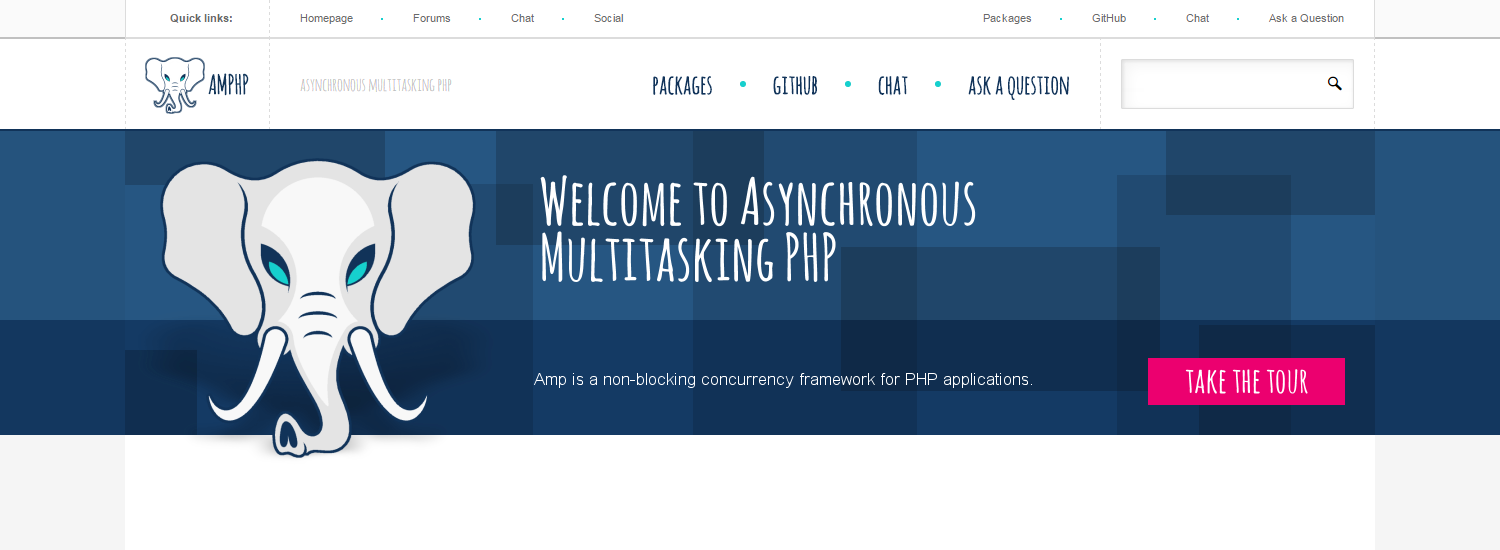 Quick links: Homepage Forums Chat Social Packages GitHub Chat Ask a Question
AMPHP ASYNCHRONOUS MULTITASKING PHP PACKAGES GITHUB CHAT ASK A QUESTION
Welcome to Asynchronous
Multitasking PHP
Amp is a non-blocking concurrency framework for PHP applications.
TAKE THE TOUR